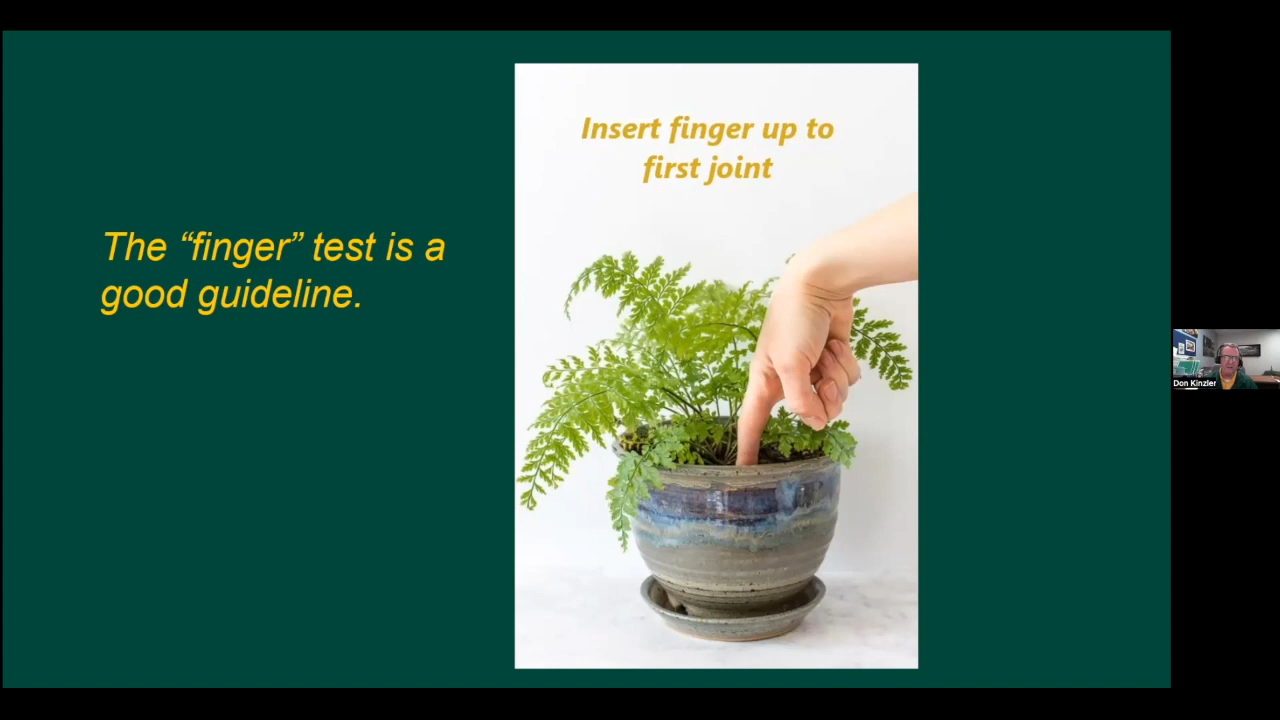 The “finger” test is a
good guideline.
Insert finger up to
first joint
Don Kinzler